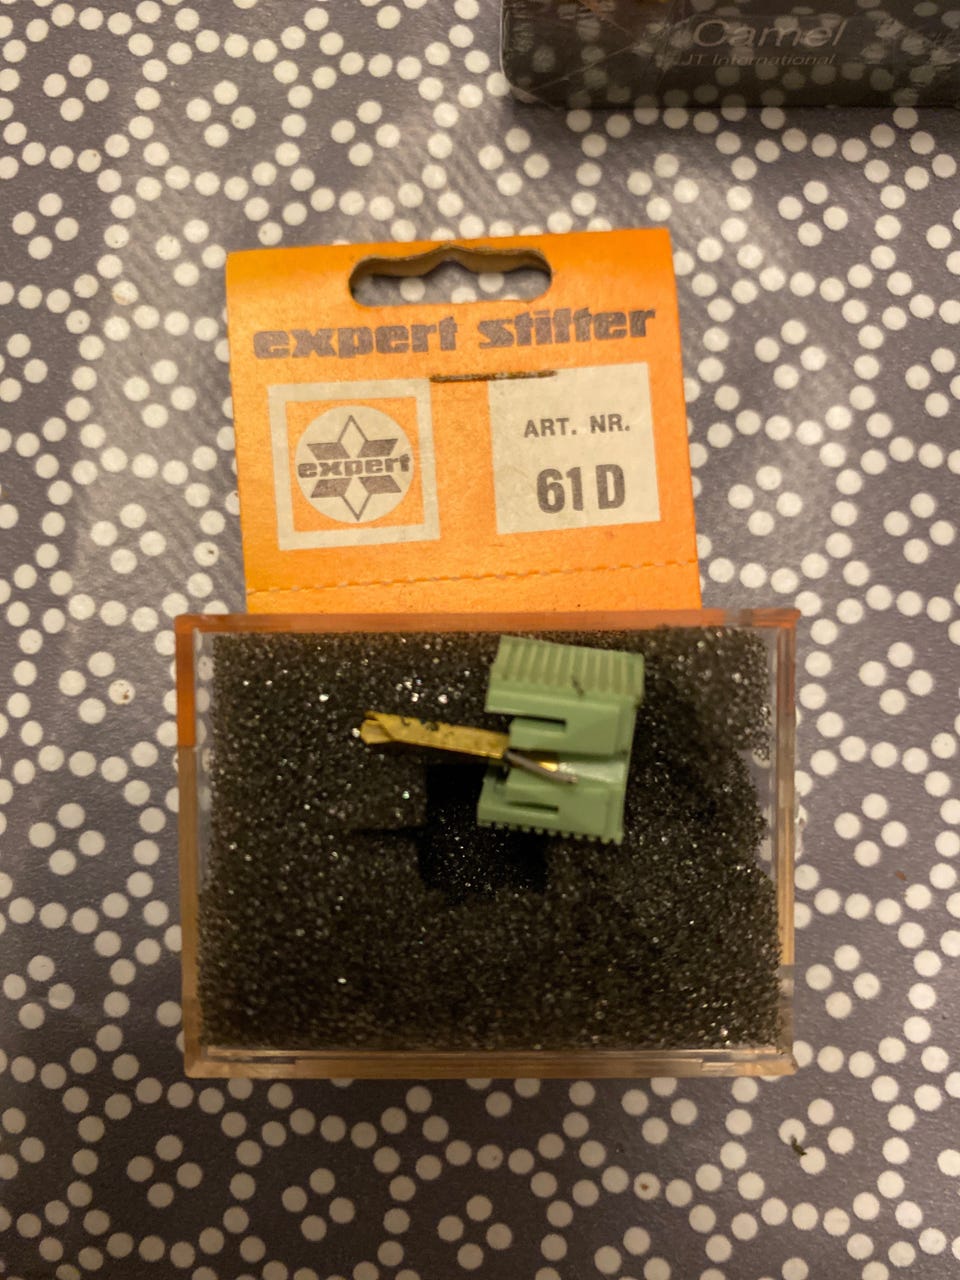 Camel
JT International
expert stifter
expert
ART. NR.
61 D